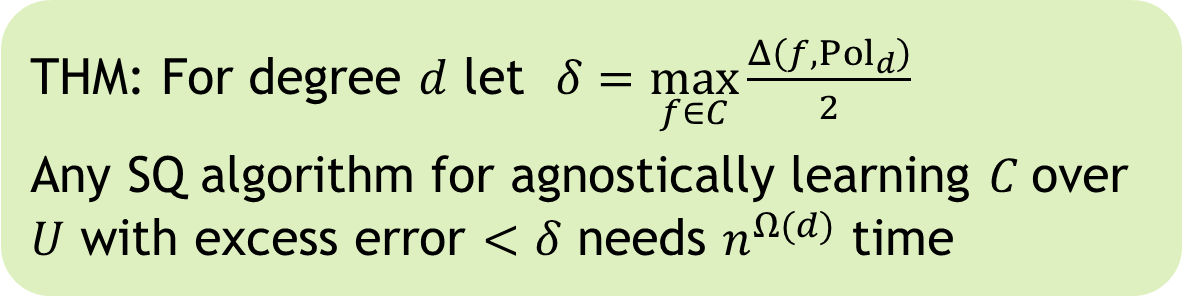 THM: For degree d let δ = max_{f∈C} Δ(f,Pol_d)/2
Any SQ algorithm for agnostically learning C over
U with excess error < δ needs n^{Ω(d)} time